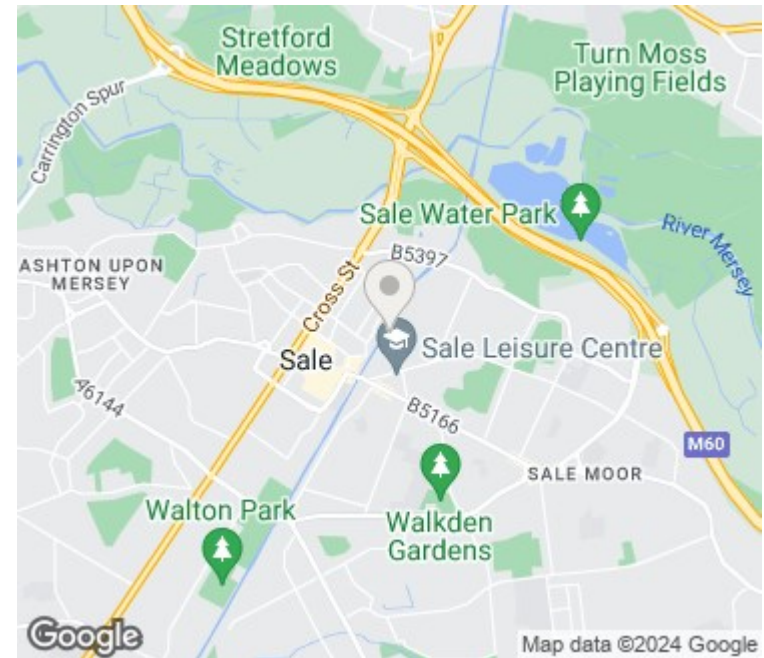 Stretford
Meadows
Turn Moss
Playing Fields
Carrington Spur
Sale Water Park
River Mersey
ASHTON UPON
MERSEY
B5397
Cross St
Sale
Sale Leisure Centre
A6144
B5166
M60
SALE MOOR
Walton Park
Walkden
Gardens
Google
Map data ©2024 Google